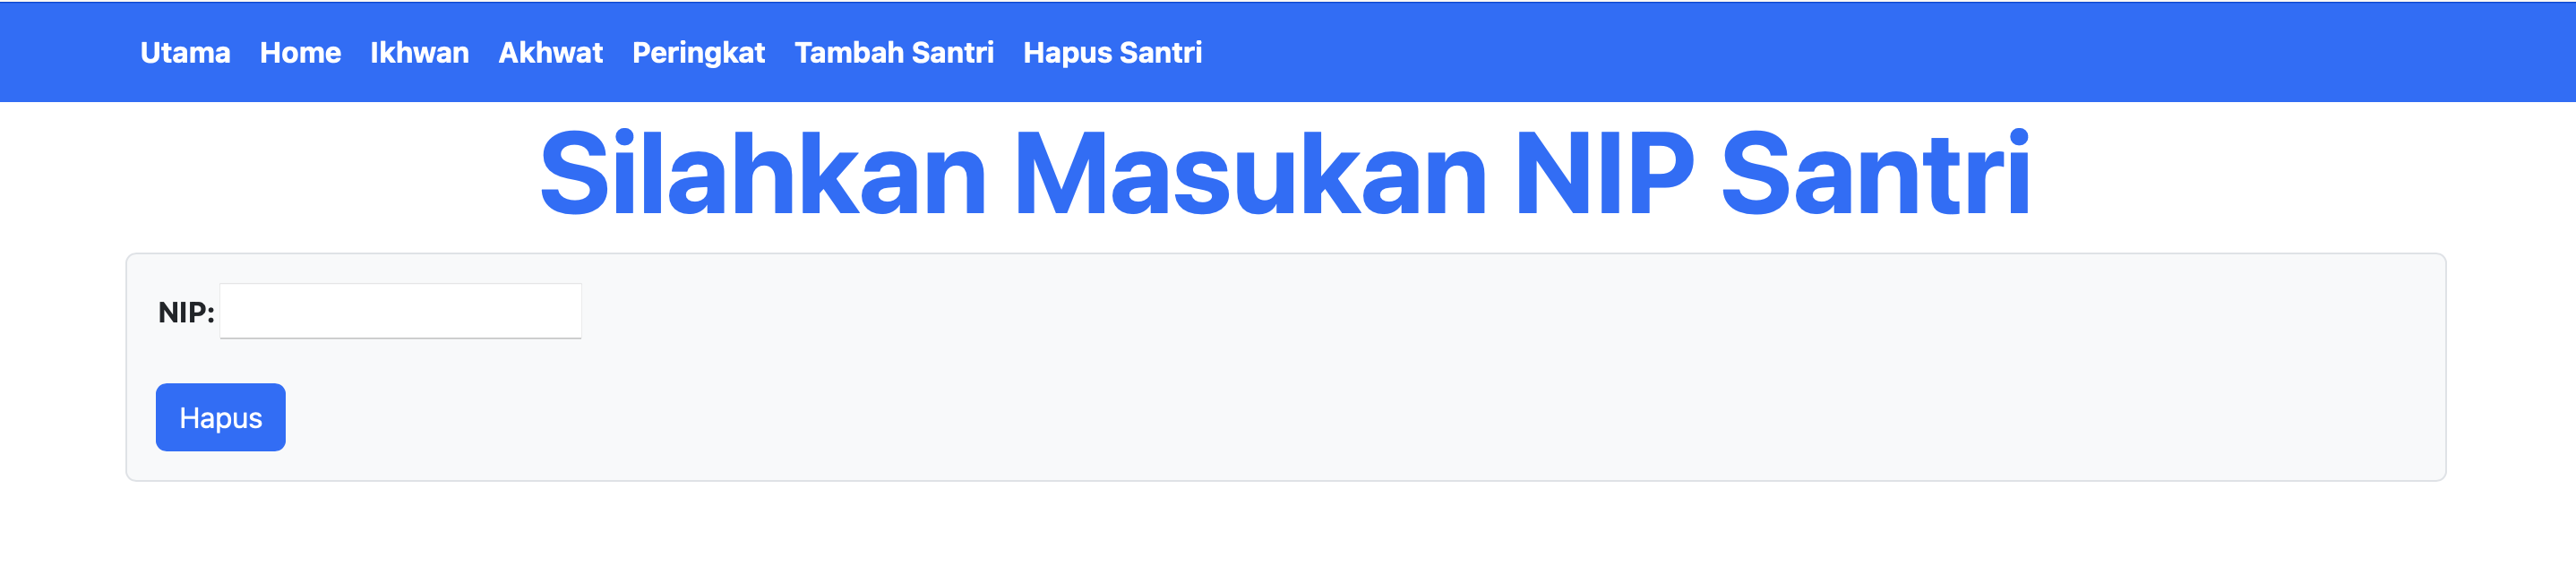 Utama Home Ikhwan Akhwat Peringkat Tambah Santri Hapus Santri
Silahkan Masukan NIP Santri
NIP:
Hapus